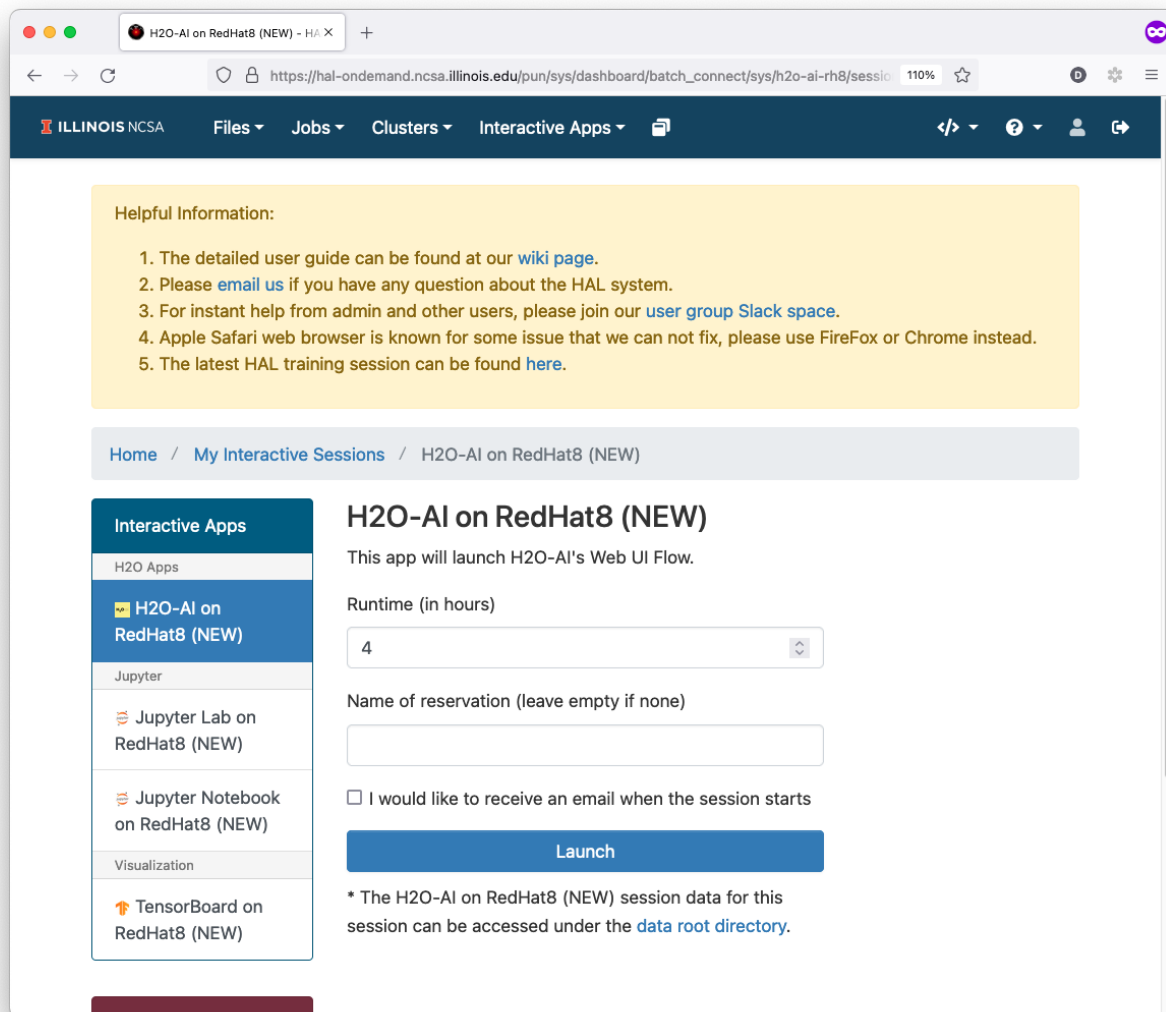 H2O-AI on RedHat8 (NEW) - HA
https://hal-ondemand.ncsa.illinois.edu/pun/sys/dashboard/batch_connect/sys/h2o-ai-rh8/sessio
110%
D
I ILLINOIS NCSA
Files
Jobs
Clusters
Interactive Apps
</>
?
Helpful Information:
1. The detailed user guide can be found at our wiki page.
2. Please email us if you have any question about the HAL system.
3. For instant help from admin and other users, please join our user group Slack space.
4. Apple Safari web browser is known for some issue that we can not fix, please use FireFox or Chrome instead.
5. The latest HAL training session can be found here.
Home / My Interactive Sessions / H2O-AI on RedHat8 (NEW)
Interactive Apps
H2O Apps
H2O-AI on
RedHat8 (NEW)
Jupyter
Jupyter Lab on
RedHat8 (NEW)
Jupyter Notebook
on RedHat8 (NEW)
Visualization
TensorBoard on
RedHat8 (NEW)
H2O-AI on RedHat8 (NEW)
This app will launch H2O-AI's Web UI Flow.
Runtime (in hours)
4
Name of reservation (leave empty if none)
I would like to receive an email when the session starts
Launch
* The H2O-AI on RedHat8 (NEW) session data for this
session can be accessed under the data root directory.